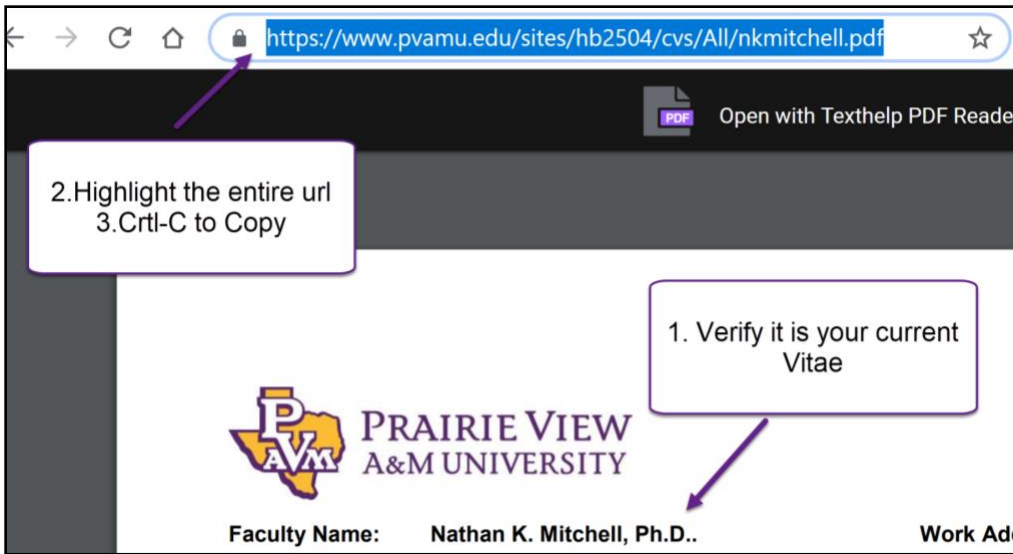 https://www.pvamu.edu/sites/hb2504/cvs/All/nkmitchell.pdf
PDF Open with Texthelp PDF Reade
2.Highlight the entire url
3.Crtl-C to Copy
1. Verify it is your current
Vitae
PVAM
PRAIRIE VIEW
A&M UNIVERSITY
Faculty Name: Nathan K. Mitchell, Ph.D.. Work Ad